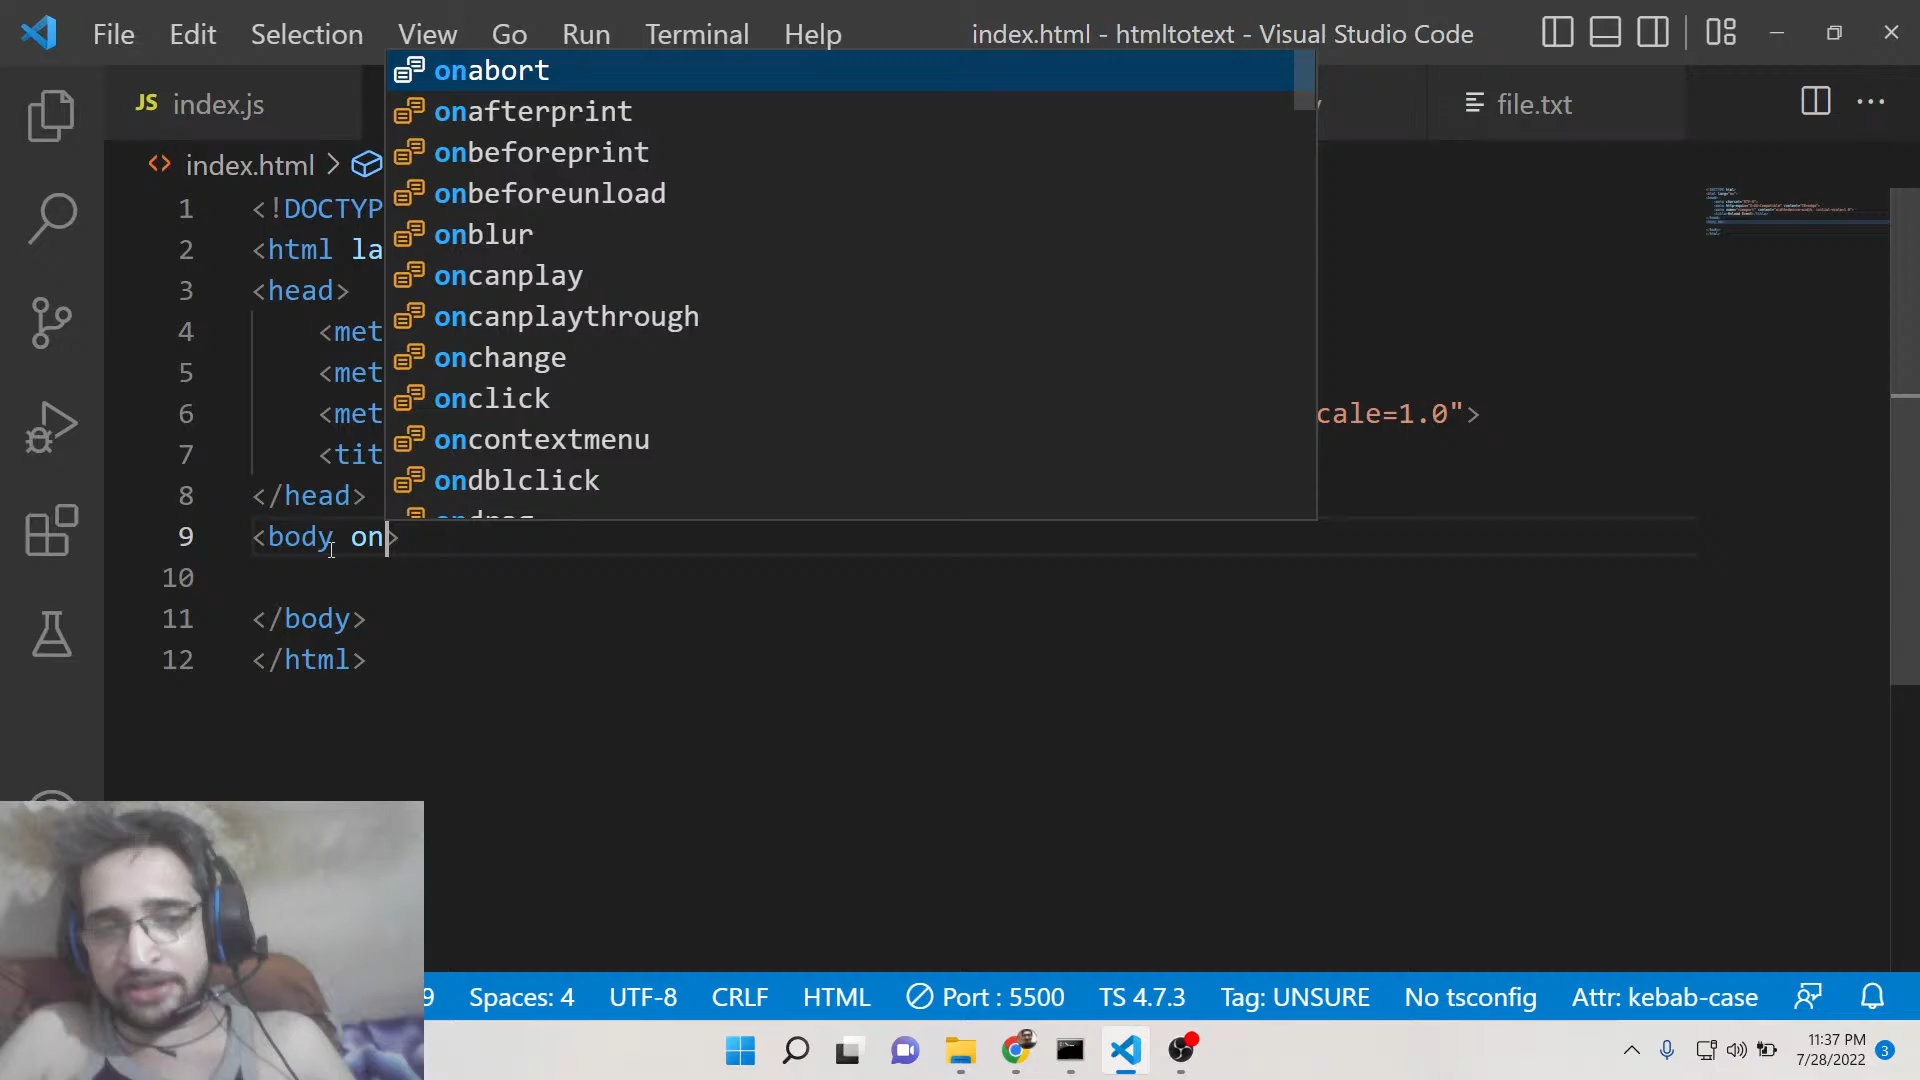 File Edit Selection View Go Run Terminal Help index.html - htmltotext - Visual Studio Code
JS index.js file.txt
index.html
onabort
onafterprint
onbeforeprint
onbeforeunload
onblur
oncanplay
oncanplaythrough
onchange
onclick
oncontextmenu
ondblclick
1 <!DOCTYP
2 <html la
3 <head>
4 <met
5 <met
6 <met cale=1.0">
7 <tit
8 </head>
9 <body on>
10
11 </body>
12 </html>
9 Spaces: 4 UTF-8 CRLF HTML Port : 5500 TS 4.7.3 Tag: UNSURE No tsconfig Attr: kebab-case
11:37 PM
7/28/2022 3